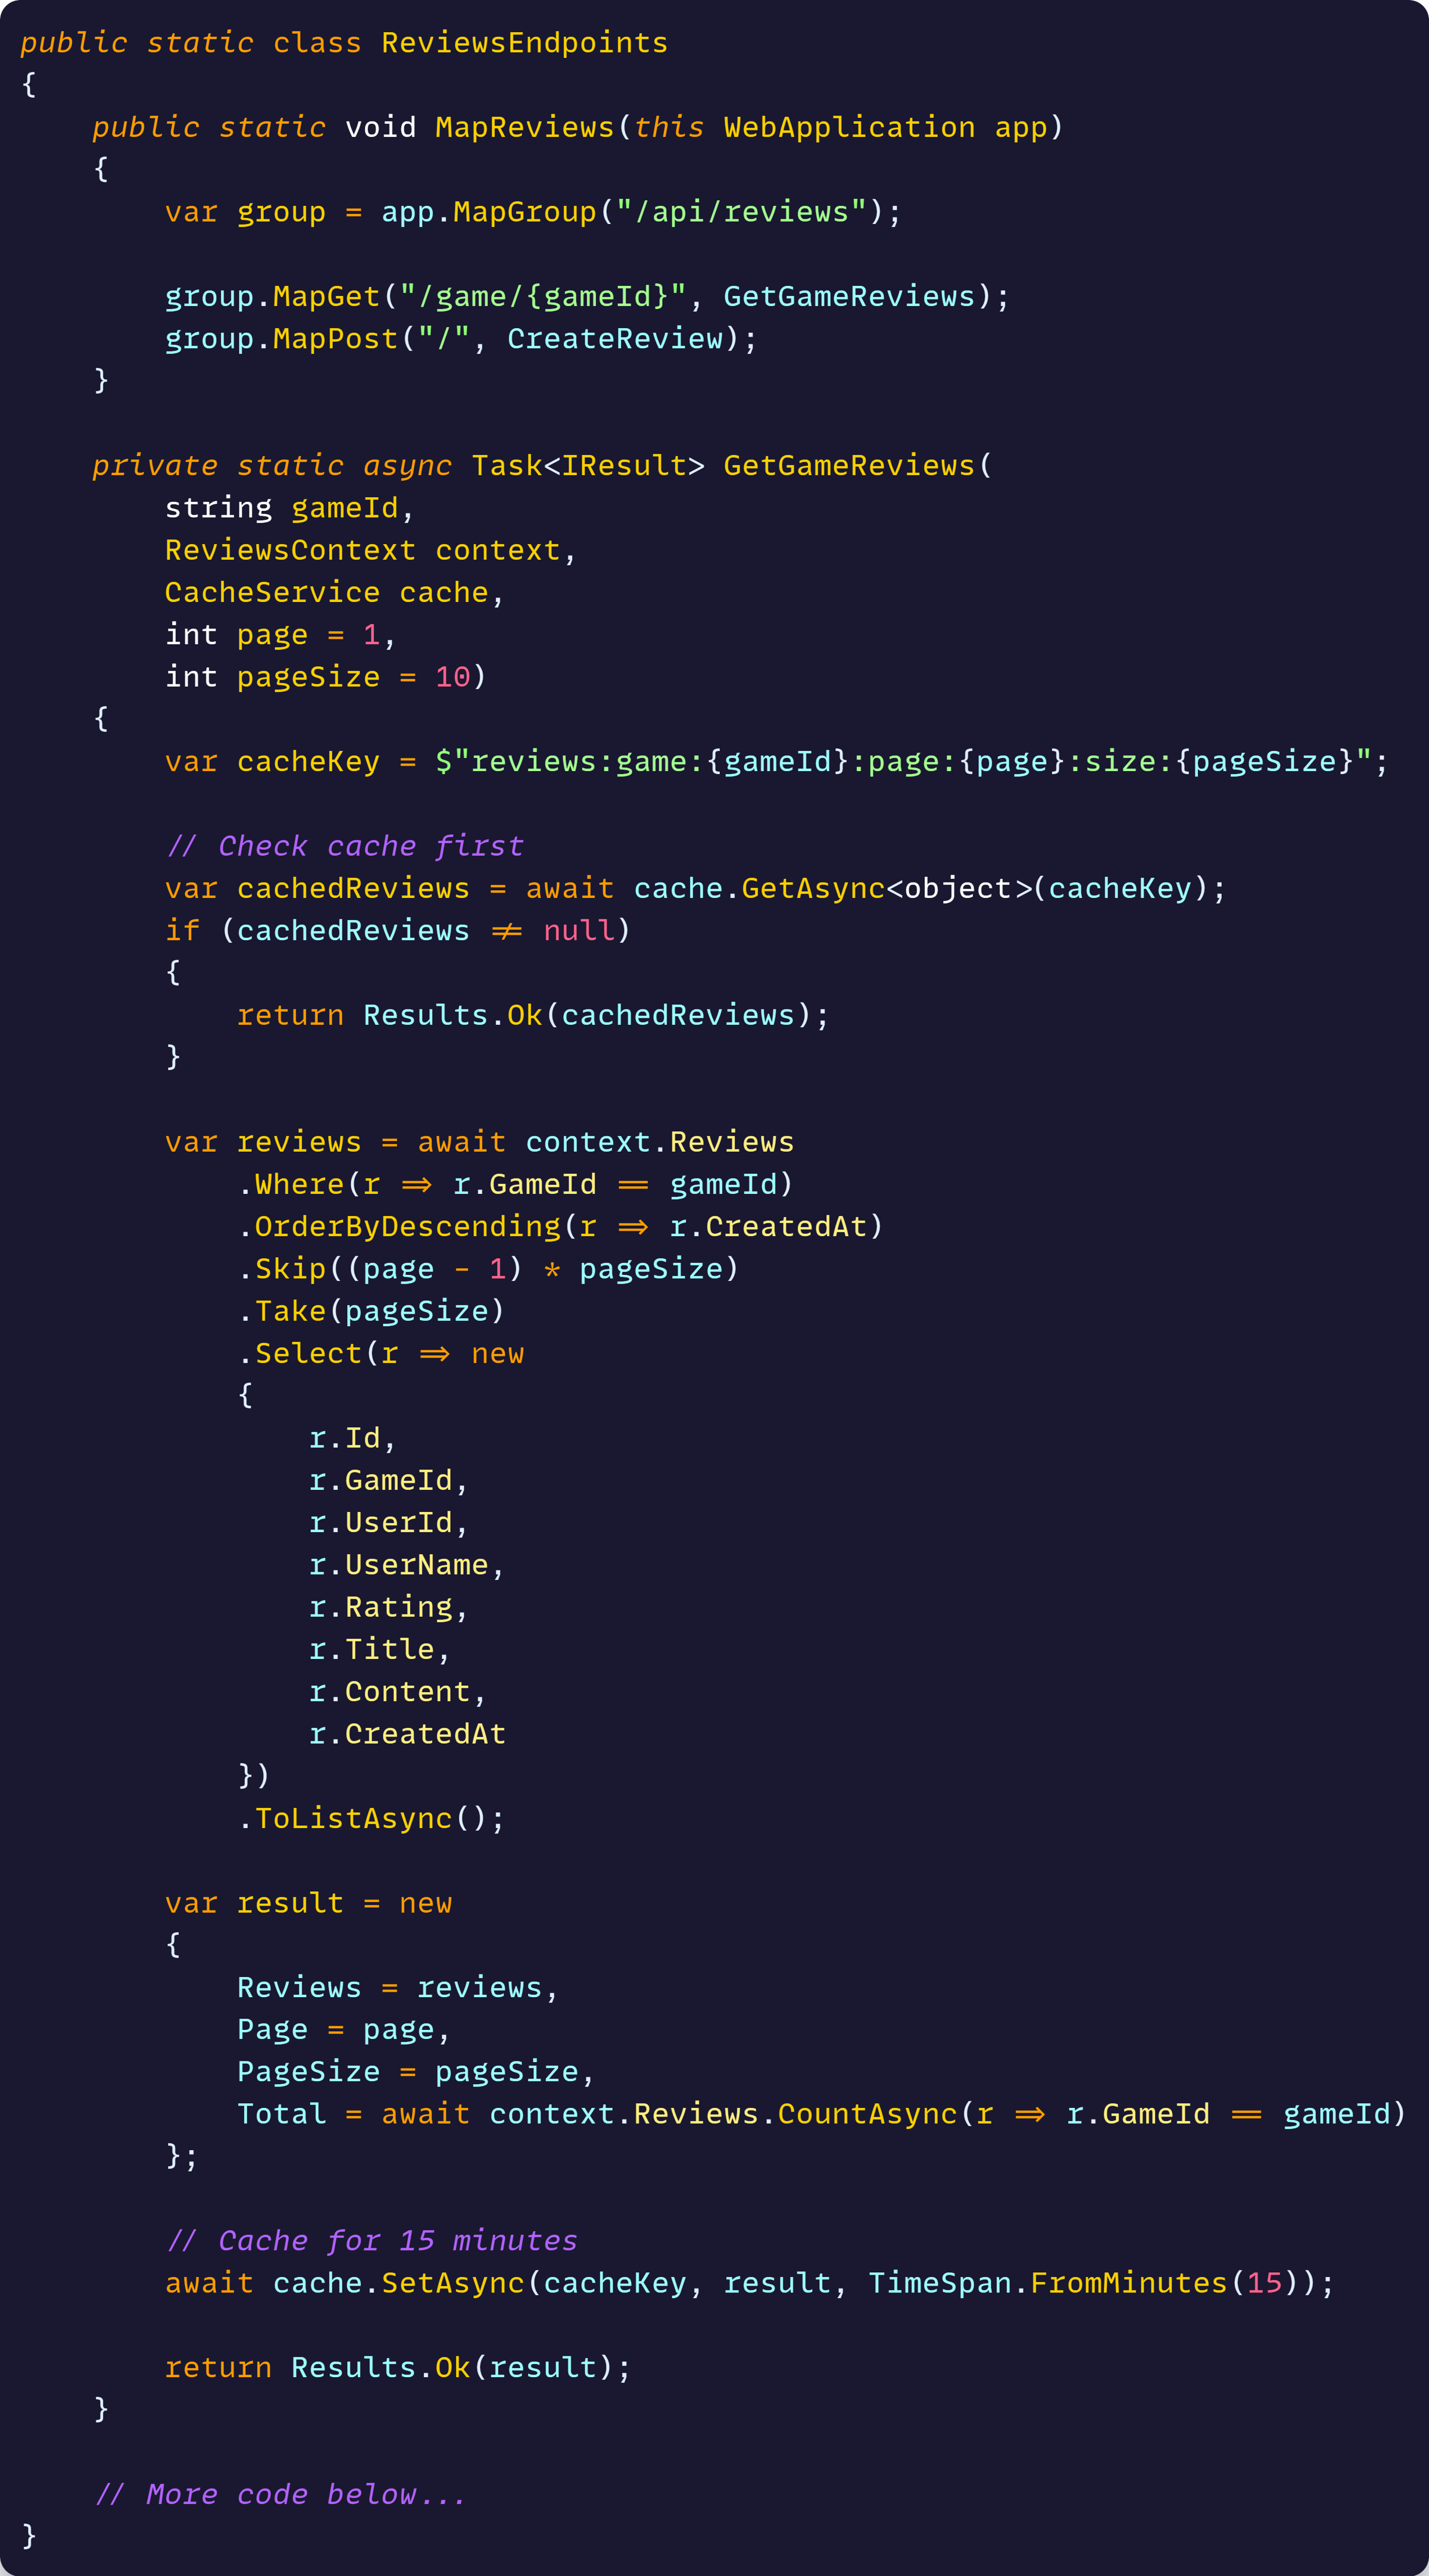 public static class ReviewsEndpoints
{
    public static void MapReviews(this WebApplication app)
    {
        var group = app.MapGroup("/api/reviews");

        group.MapGet("/game/{gameId}", GetGameReviews);
        group.MapPost("/", CreateReview);
    }

    private static async Task<IResult> GetGameReviews(
        string gameId,
        ReviewsContext context,
        CacheService cache,
        int page = 1,
        int pageSize = 10)
    {
        var cacheKey = $"reviews:game:{gameId}:page:{page}:size:{pageSize}";

        // Check cache first
        var cachedReviews = await cache.GetAsync<object>(cacheKey);
        if (cachedReviews != null)
        {
            return Results.Ok(cachedReviews);
        }

        var reviews = await context.Reviews
            .Where(r => r.GameId == gameId)
            .OrderByDescending(r => r.CreatedAt)
            .Skip((page - 1) * pageSize)
            .Take(pageSize)
            .Select(r => new
            {
                r.Id,
                r.GameId,
                r.UserId,
                r.UserName,
                r.Rating,
                r.Title,
                r.Content,
                r.CreatedAt
            })
            .ToListAsync();

        var result = new
        {
            Reviews = reviews,
            Page = page,
            PageSize = pageSize,
            Total = await context.Reviews.CountAsync(r => r.GameId == gameId)
        };

        // Cache for 15 minutes
        await cache.SetAsync(cacheKey, result, TimeSpan.FromMinutes(15));

        return Results.Ok(result);
    }

    // More code below...
}